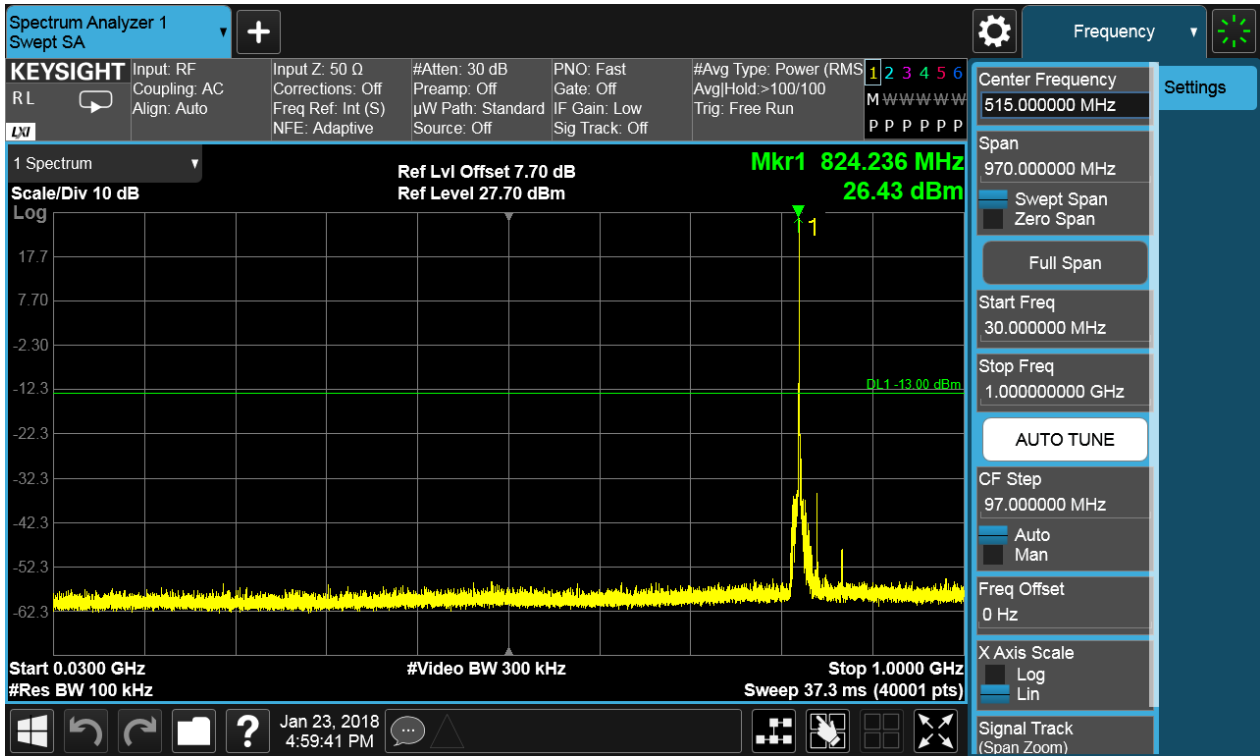 Spectrum Analyzer 1
Swept SA
+
Frequency
KEYSIGHT
R L
LXI
Input: RF
Coupling: AC
Align: Auto
Input Z: 50 Ω
Corrections: Off
Freq Ref: Int (S)
NFE: Adaptive
#Atten: 30 dB
Preamp: Off
µW Path: Standard
Source: Off
PNO: Fast
Gate: Off
IF Gain: Low
Sig Track: Off
#Avg Type: Power (RMS
Avg|Hold:>100/100
Trig: Free Run
1 2 3 4 5 6
M W W W W W
P P P P P P
1 Spectrum
Scale/Div 10 dB
Ref Lvl Offset 7.70 dB
Ref Level 27.70 dBm
Mkr1 824.236 MHz
26.43 dBm
Log
1
17.7
7.70
-2.30
-12.3
DL1 -13.00 dBm
-22.3
-32.3
-42.3
-52.3
-62.3
Start 0.0300 GHz
#Video BW 300 kHz
Stop 1.0000 GHz
#Res BW 100 kHz
Sweep 37.3 ms (40001 pts)
?
Jan 23, 2018
4:59:41 PM
Center Frequency
515.000000 MHz
Settings
Span
970.000000 MHz
Swept Span
Zero Span
Full Span
Start Freq
30.000000 MHz
Stop Freq
1.000000000 GHz
AUTO TUNE
CF Step
97.000000 MHz
Auto
Man
Freq Offset
0 Hz
X Axis Scale
Log
Lin
Signal Track
(Span Zoom)